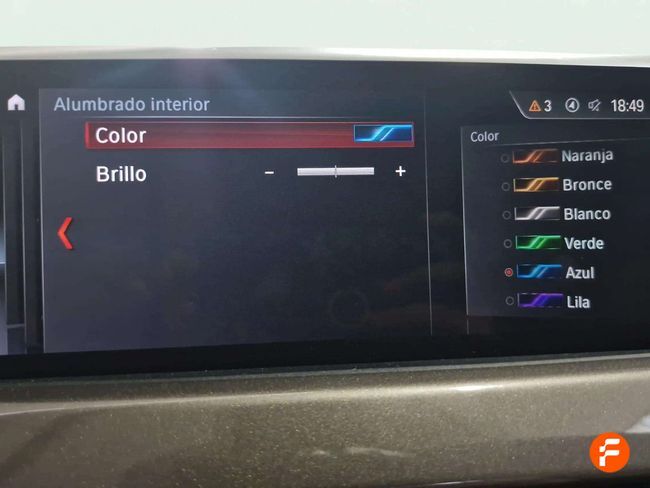 Alumbrado interior
3
18:49
Color
Brillo
- +
Color
Naranja
Bronce
Blanco
Verde
Azul
Lila